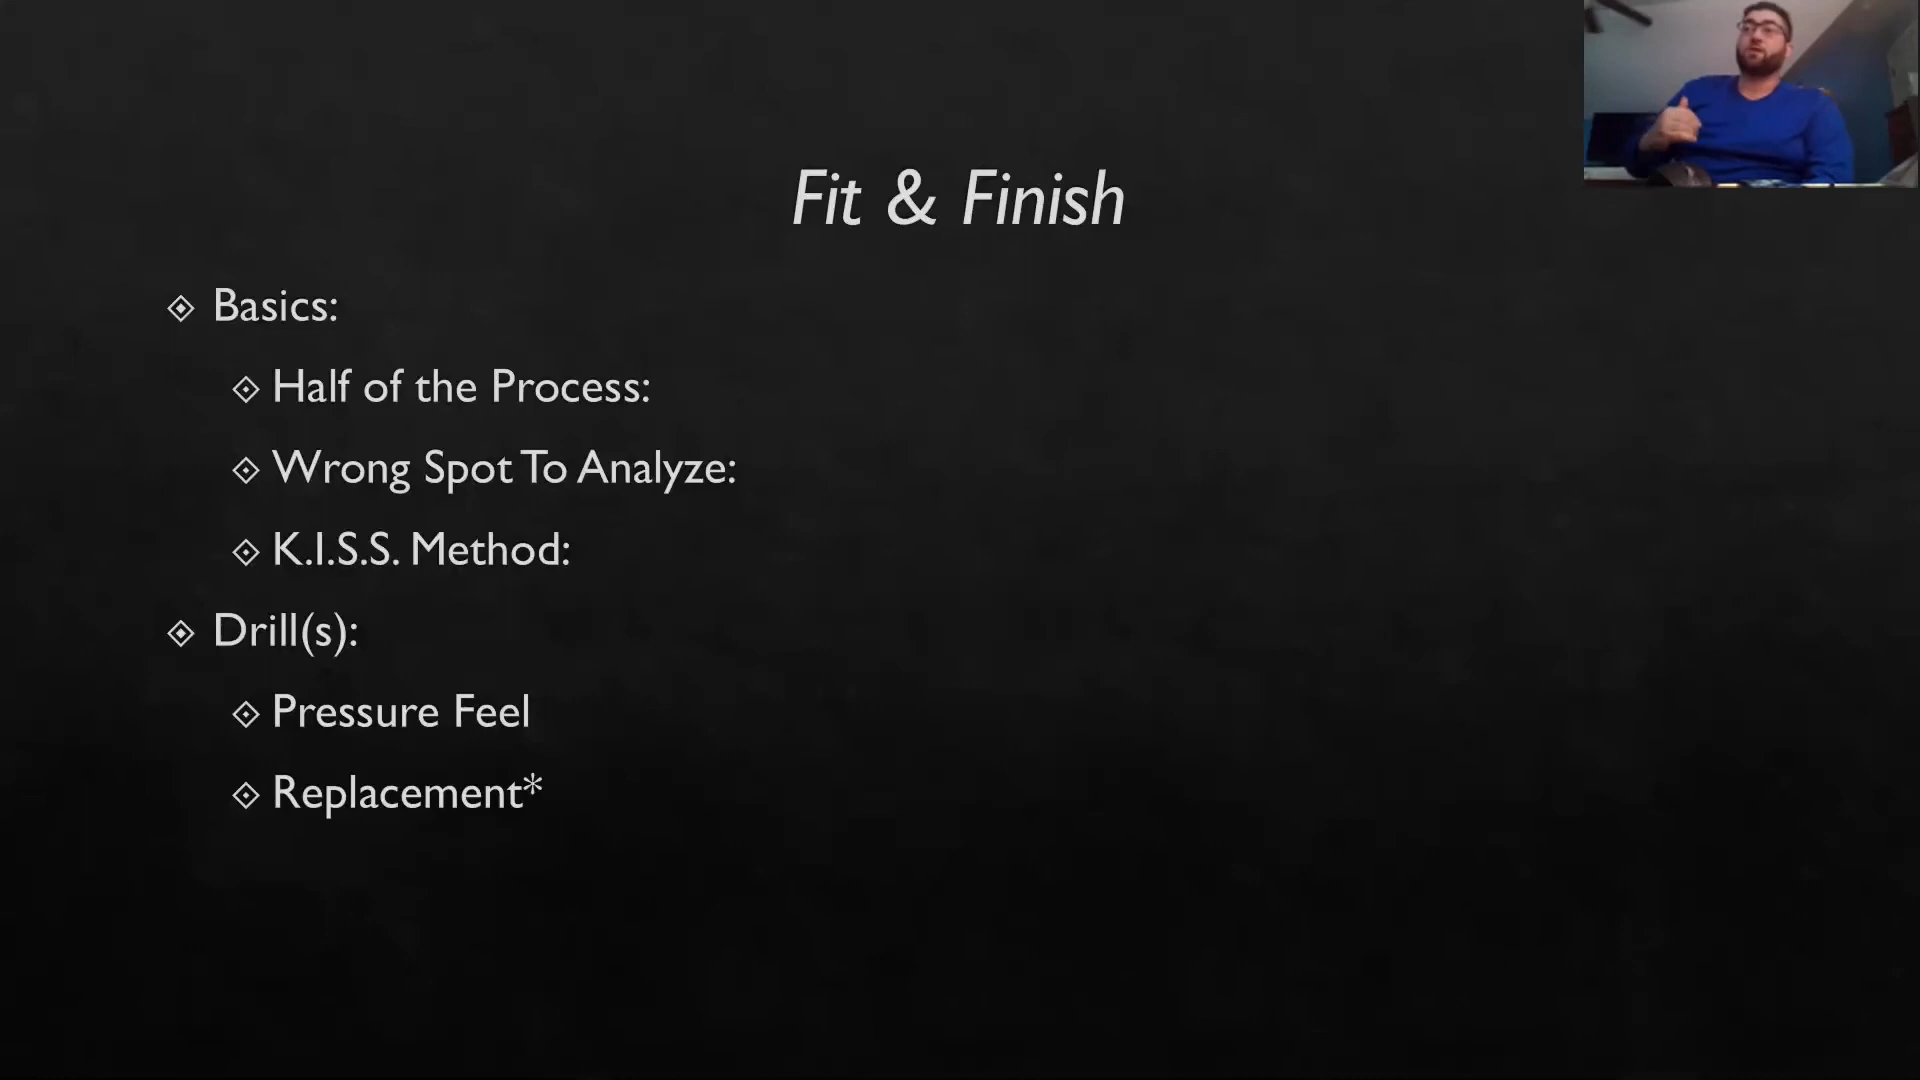 Fit & Finish
Basics:
Half of the Process:
Wrong Spot To Analyze:
K.I.S.S. Method:
Drill(s):
Pressure Feel
Replacement*